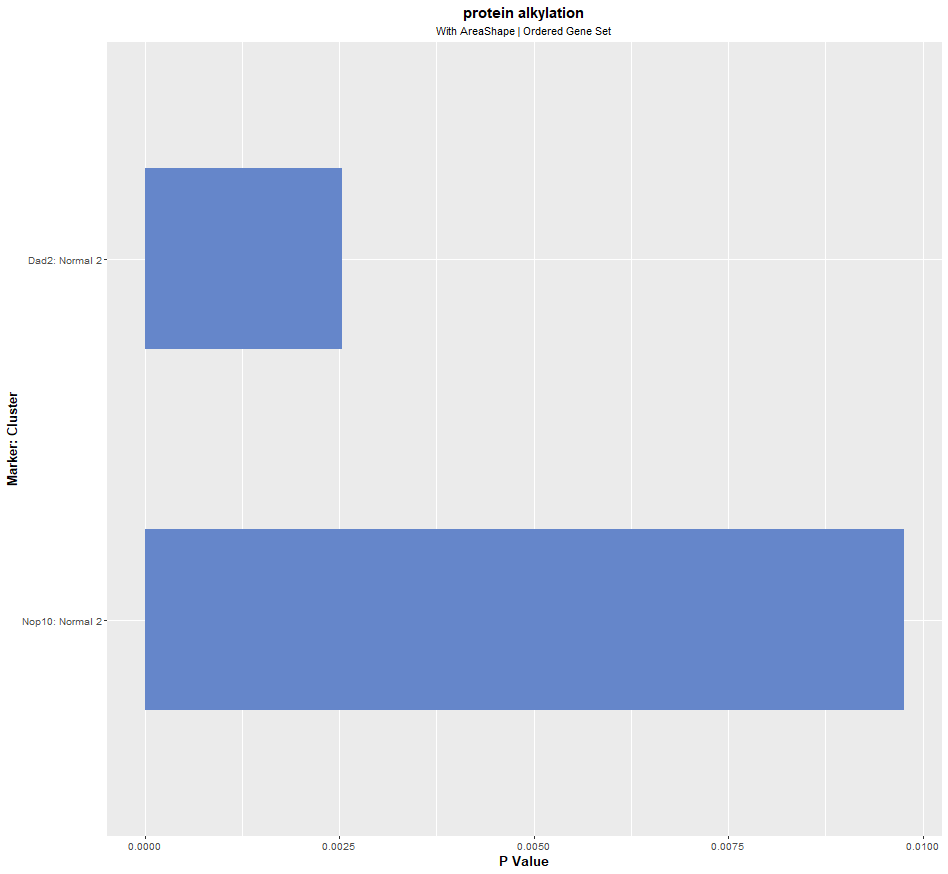 protein alkylation
With AreaShape | Ordered Gene Set
Marker: Cluster
Dad2: Normal 2
Nop10: Normal 2
0.0000 0.0025 0.0050 0.0075 0.0100
P Value